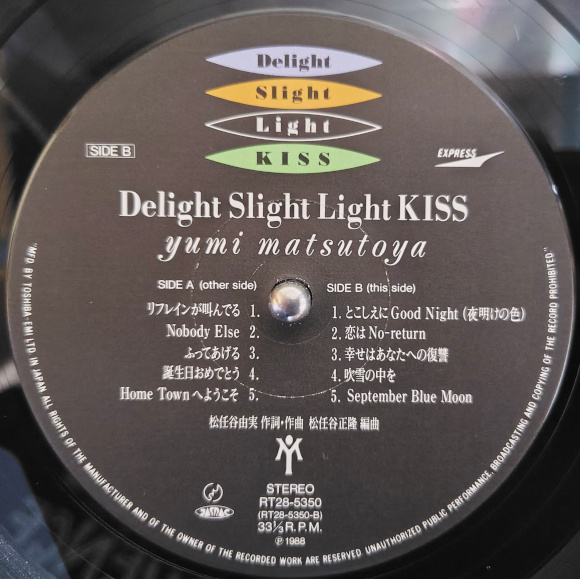 Delight
Slight
Light
KISS
SIDE B
EXPRESS
Delight Slight Light KISS
yumi matsutoya
SIDE A (other side)
リフレインが叫んでる 1.
Nobody Else 2.
ふってあげる 3.
誕生日おめでとう 4.
Home Townへようこそ 5.
SIDE B (this side)
1. とこしえにGood Night (夜明けの色)
2. 恋はNo-return
3. 幸せはあなたへの復讐
4. 吹雪の中を
5. September Blue Moon
松任谷由実 作詞・作曲 松任谷正隆 編曲
JASRAC
STEREO
RT28-5350
(RT28-5350-B)
33⅓R.P.M.
℗1988
"MFD BY TOSHIBA-EMI LTD IN JAPAN ALL RIGHTS OF THE MANUFACTURER AND OF THE OWNER OF THE RECORDED WORK ARE RESERVED UNAUTHORIZED PUBLIC PERFORMANCE, BROADCASTING AND COPYING OF THE RECORD PROHIBITED"